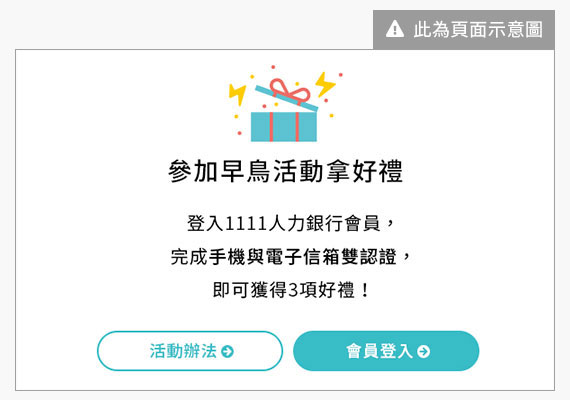 此為頁面示意圖
參加早鳥活動拿好禮
登入1111人力銀行會員，
完成手機與電子信箱雙認證，
即可獲得3項好禮！
活動辦法
會員登入